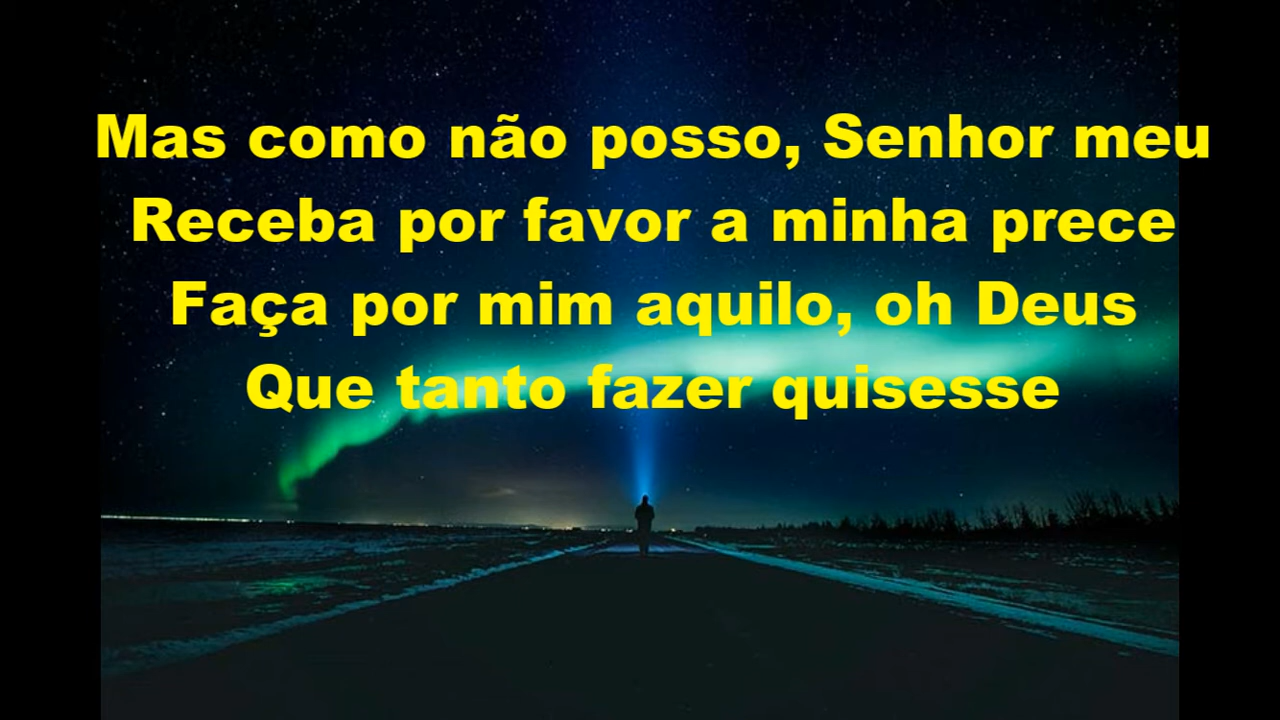 Mas como não posso, Senhor meu
Receba por favor a minha prece
Faça por mim aquilo, oh Deus
Que tanto fazer quisesse